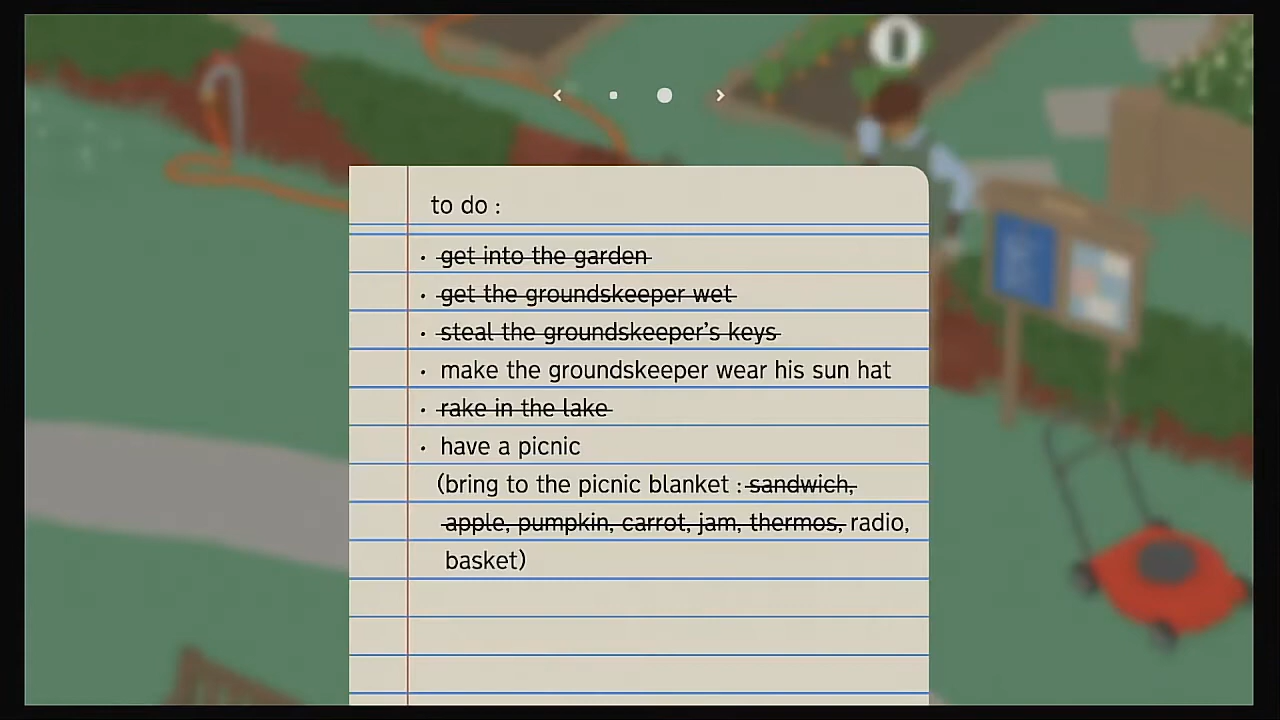 to do :
· get into the garden
· get the groundskeeper wet
· steal the groundskeeper's keys
· make the groundskeeper wear his sun hat
· rake in the lake
· have a picnic
(bring to the picnic blanket : sandwich,
apple, pumpkin, carrot, jam, thermos, radio,
basket)